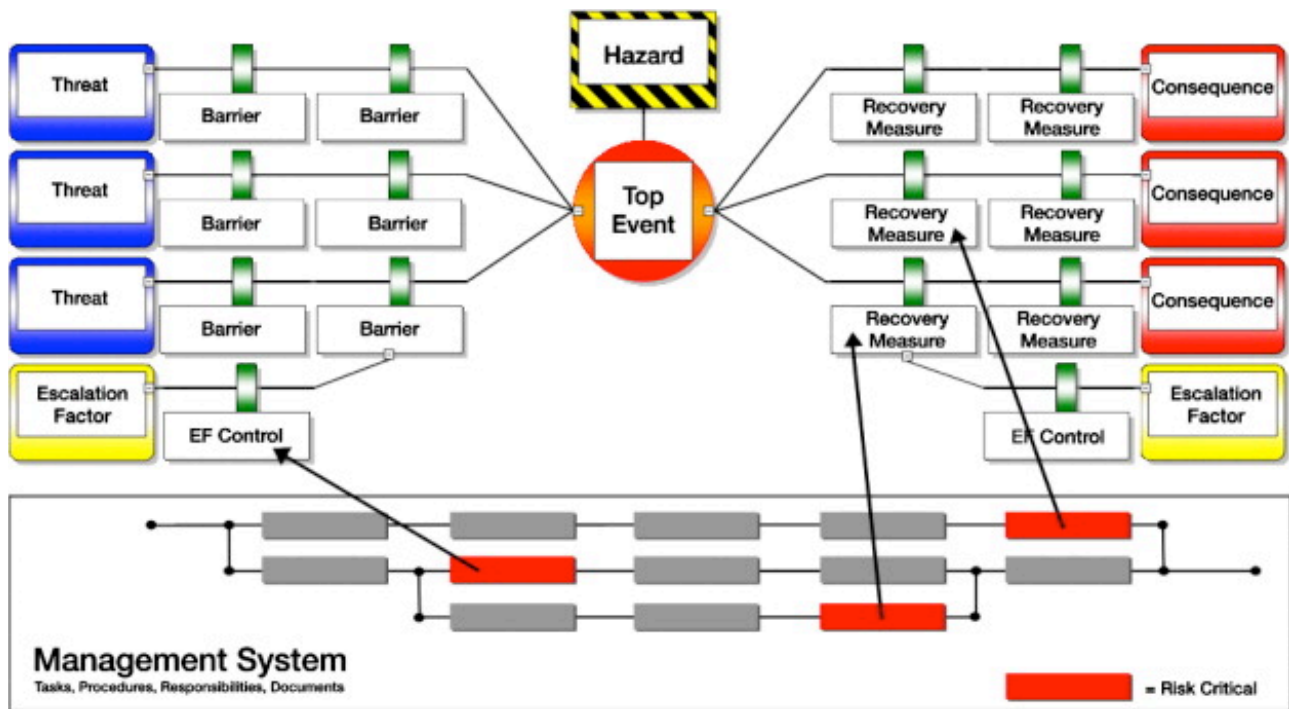 Hazard
Threat
Barrier
Barrier
Recovery
Measure
Recovery
Measure
Consequence
Top
Event
Threat
Barrier
Barrier
Recovery
Measure
Recovery
Measure
Consequence
Threat
Barrier
Barrier
Recovery
Measure
Recovery
Measure
Consequence
Escalation
Factor
EF Control
EF Control
Escalation
Factor
Management System
Tasks, Procedures, Responsibilities, Documents
= Risk Critical